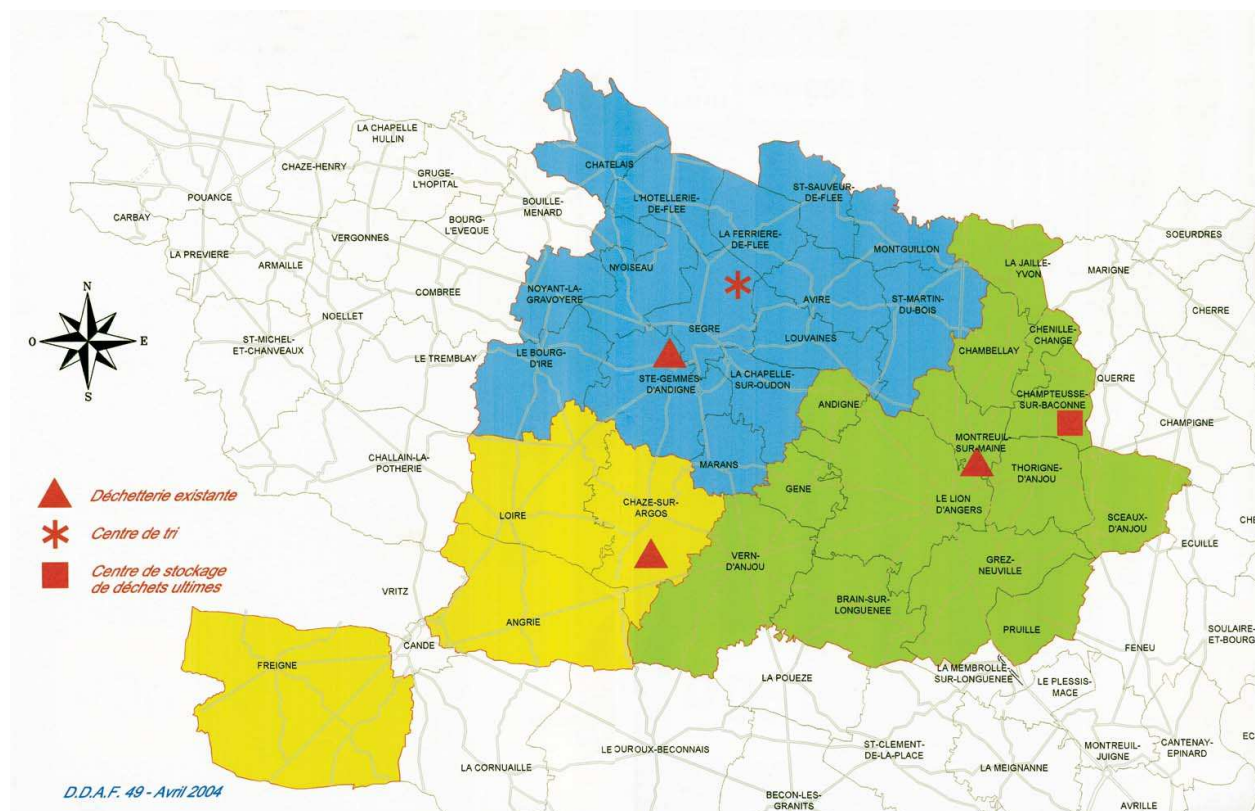 LA CHAPELLE
HULLIN
CHAZE-HENRY
GRUGE-
L'HOPITAL
CHATELAIS
POUANCE
CARBAY
BOUILLE-
MENARD
L'HOTELLERIE-
DE-FLEE
ST-SAUVEUR-
DE-FLEE
BOURG-
L'EVEQUE
VERGONNES
LA FERRIERE-
DE-FLEE
MONTGUILLON
SOEURDRES
LA PREVIERE
ARMAILLE
NYOISEAU
LA JAILLE-
YVON
MARIGNE
COMBREE
NOYANT-LA-
GRAVOYERE
AVIRE
ST-MARTIN-
DU-BOIS
CHERRE
N
O
E
S
NOELLET
SEGRE
LOUVAINES
CHENILLE-
CHANGE
ST-MICHEL-
ET-CHANVEAUX
LE TREMBLAY
LE BOURG-
D'IRE
CHAMBELLAY
STE-GEMMES-
D'ANDIGNE
LA CHAPELLE-
SUR-OUDON
QUERRE
ANDIGNE
CHAMPTEUSSE-
SUR-BACONNE
CHAMPIGNE
CHALLAIN-LA-
POTHERIE
MARANS
MONTREUIL-
SUR-MAINE
THORIGNE-
D'ANJOU
GENE
Déchetterie existante
Centre de tri
Centre de stockage
de déchets ultimes
LOIRE
CHAZE-SUR-
ARGOS
LE LION
D'ANGERS
SCEAUX-
D'ANJOU
CHE
ECUILLE
VERN-
D'ANJOU
GREZ-
NEUVILLE
VRITZ
BRAIN-SUR-
LONGUENEE
ANGRIE
PRUILLE
SOULAIRE-
ET-BOURG
CANDE
FENEU
FREIGNE
LA POUEZE
LA MEMBROLLE-
SUR-LONGUENEE
LE PLESSIS-
MACE
LOUROUX-BECONNAIS
ST-CLEMENT-
DE-LA-PLACE
MONTREUIL-
JUIGNE
CANTENAY-
EPINARD
EC
LA CORNUAILLE
LA MEIGNANNE
D.D.A.F. 49 - Avril 2004
BECON-LES-
GRANITS
AVRILLE